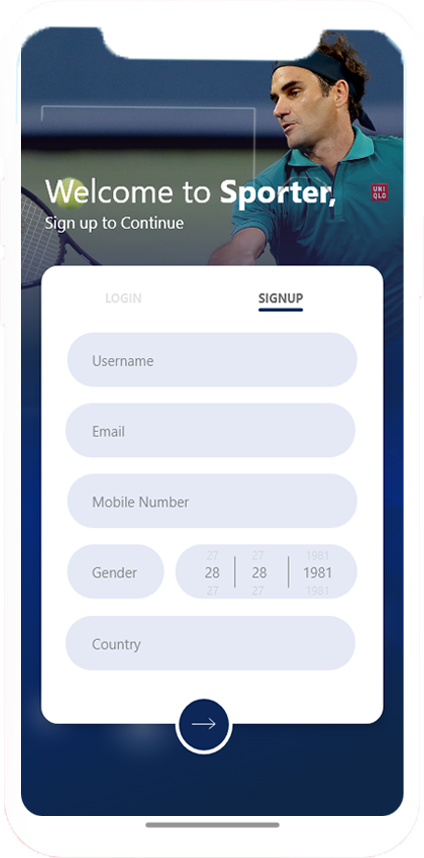 UNI
QLO
Welcome to Sporter,
Sign up to Continue
LOGIN SIGNUP
Username
Email
Mobile Number
27 27 1981
Gender 28 28 1981
27 27 1981
Country